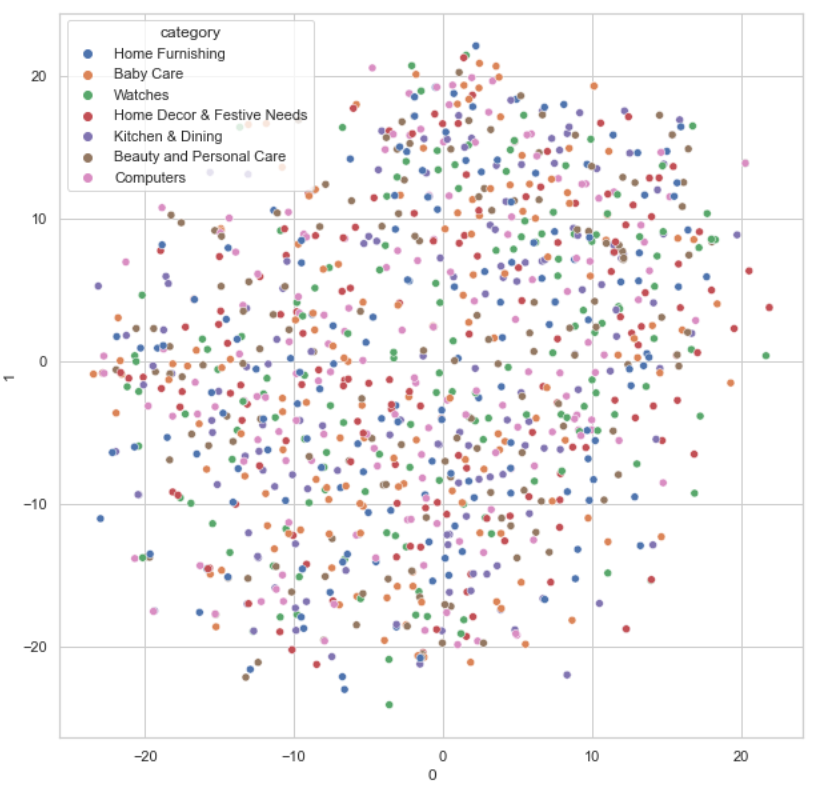 category
Home Furnishing
Baby Care
Watches
Home Decor & Festive Needs
Kitchen & Dining
Beauty and Personal Care
Computers
20
10
0
−10
−20
1
−20
−10
0
10
20
0